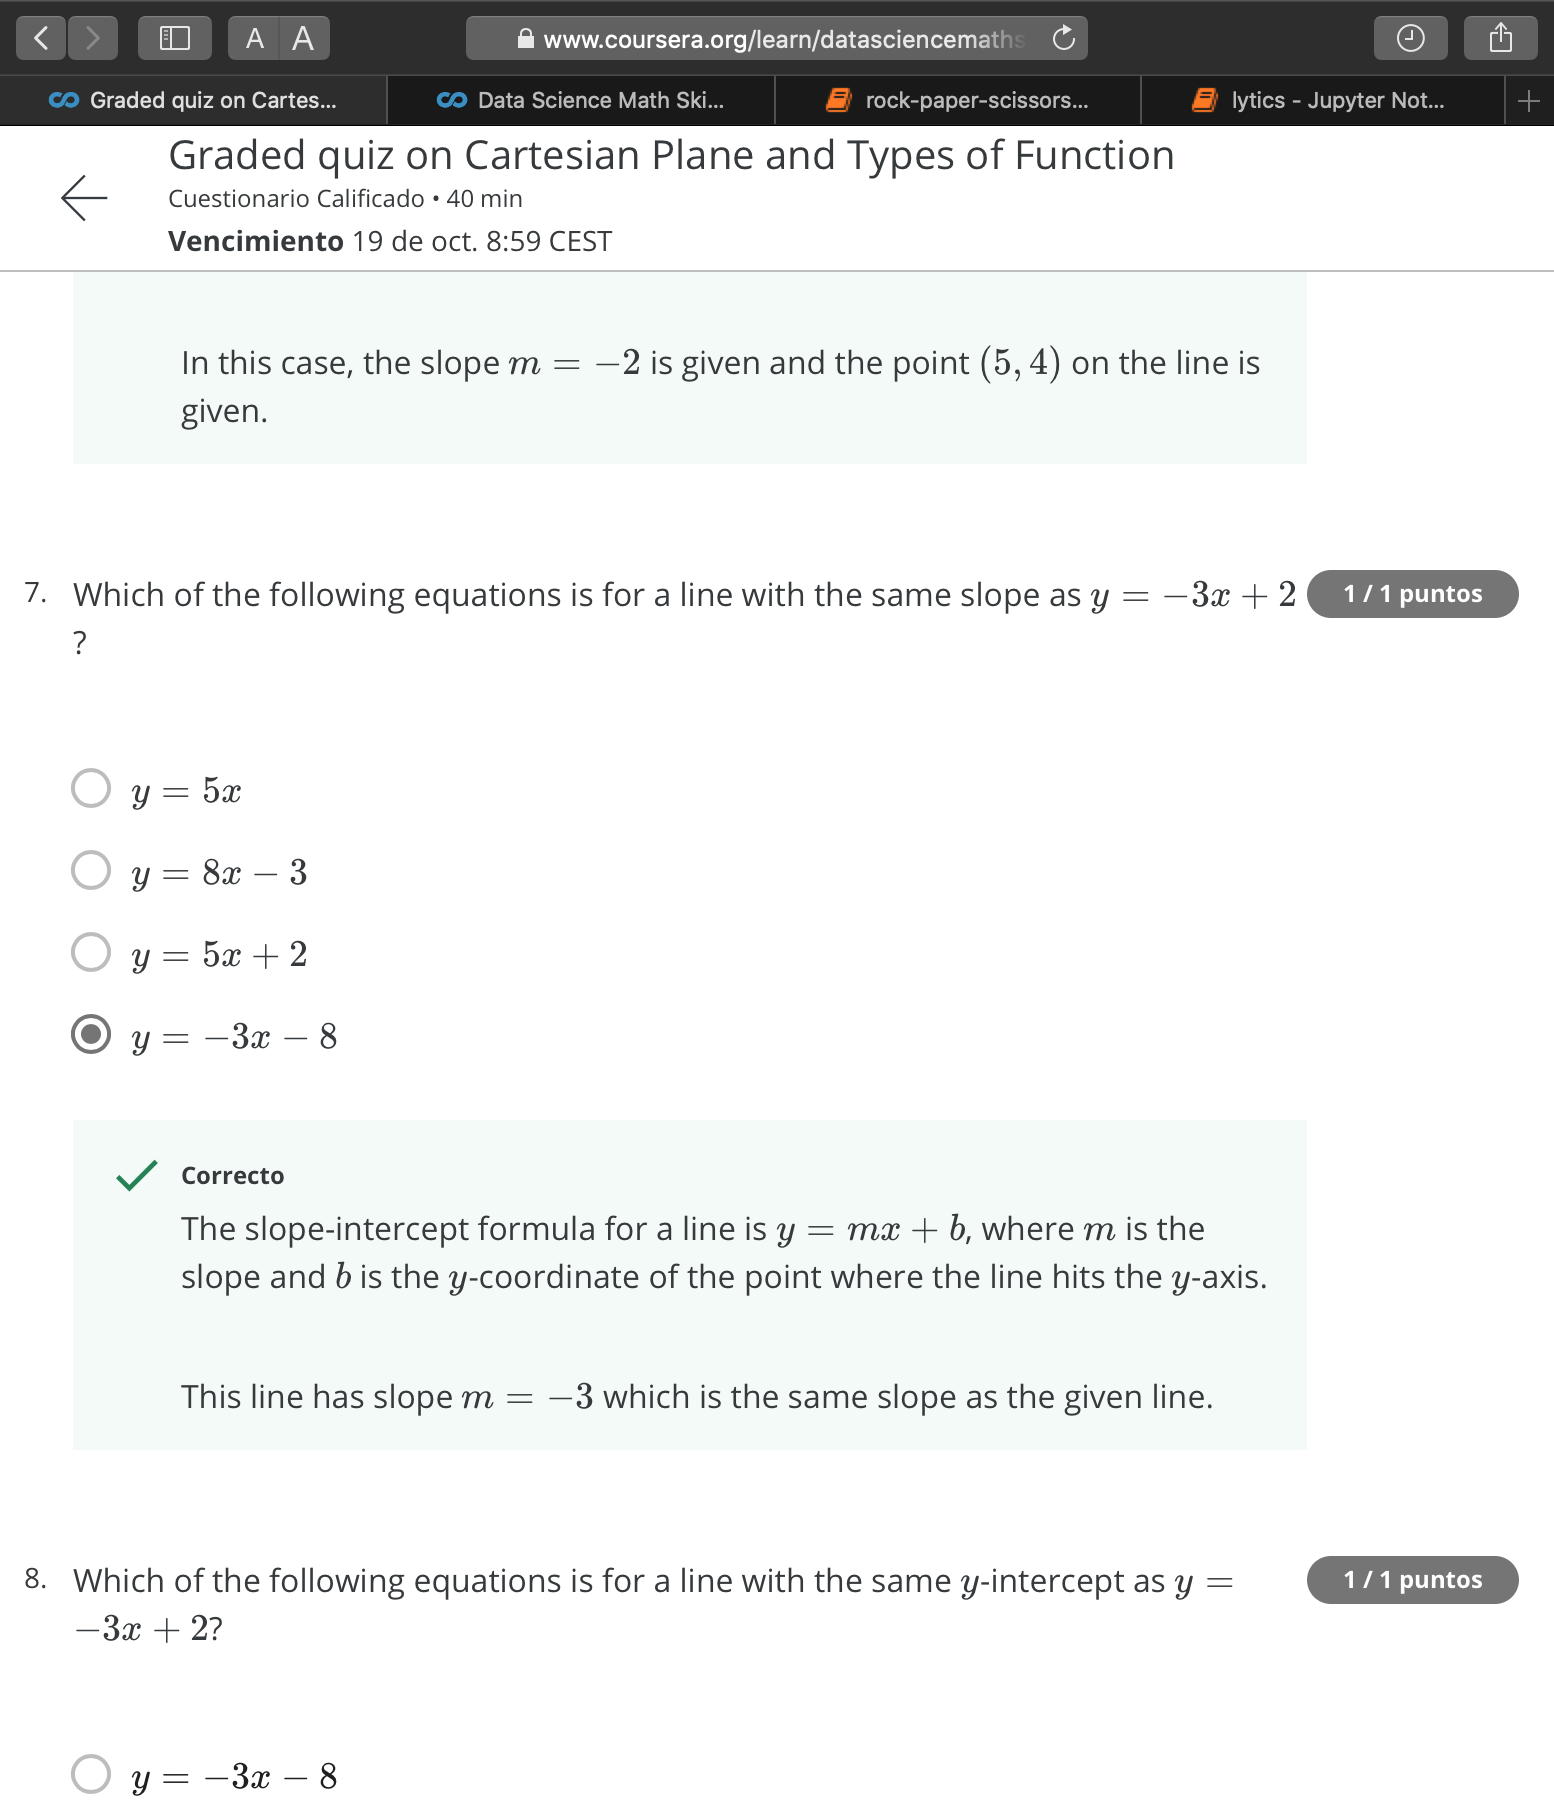 A A
www.coursera.org/learn/datasciencemaths
Graded quiz on Cartes...
Data Science Math Ski...
rock-paper-scissors...
lytics - Jupyter Not...
Graded quiz on Cartesian Plane and Types of Function
Cuestionario Calificado • 40 min
Vencimiento 19 de oct. 8:59 CEST
In this case, the slope m = −2 is given and the point (5, 4) on the line is
given.
7. Which of the following equations is for a line with the same slope as y = −3x + 2
?
1 / 1 puntos
y = 5x
y = 8x − 3
y = 5x + 2
y = −3x − 8
Correcto
The slope-intercept formula for a line is y = mx + b, where m is the
slope and b is the y-coordinate of the point where the line hits the y-axis.
This line has slope m = −3 which is the same slope as the given line.
8. Which of the following equations is for a line with the same y-intercept as y =
−3x + 2?
1 / 1 puntos
y = −3x − 8